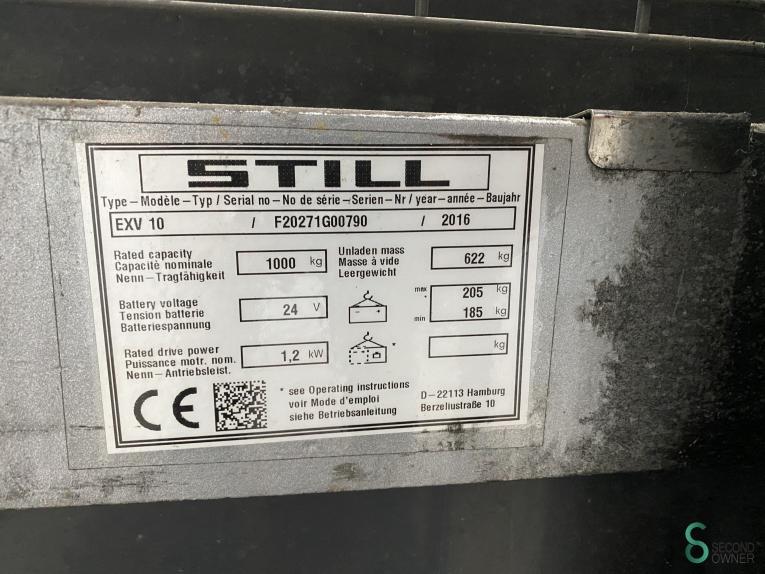 STILL
Type – Modèle – Typ / Serial no – No de série – Serien – Nr / year – année – Baujahr
EXV 10 / F20271G00790 / 2016
Rated capacity
Capacité nominale
Nenn – Tragfähigkeit
1000 kg
Unladen mass
Masse à vide
Leergewicht
622 kg
Battery voltage
Tension batterie
Batteriespannung
24 V
max * 205 kg
min 185 kg
Rated drive power
Puissance motr. nom.
Nenn – Antriebsleist.
1,2 kW
* kg
CE
* see Operating instructions
voir Mode d'emploi
siehe Betriebsanleitung
D – 22113 Hamburg
Berzeliustraße 10
SECOND
OWNER